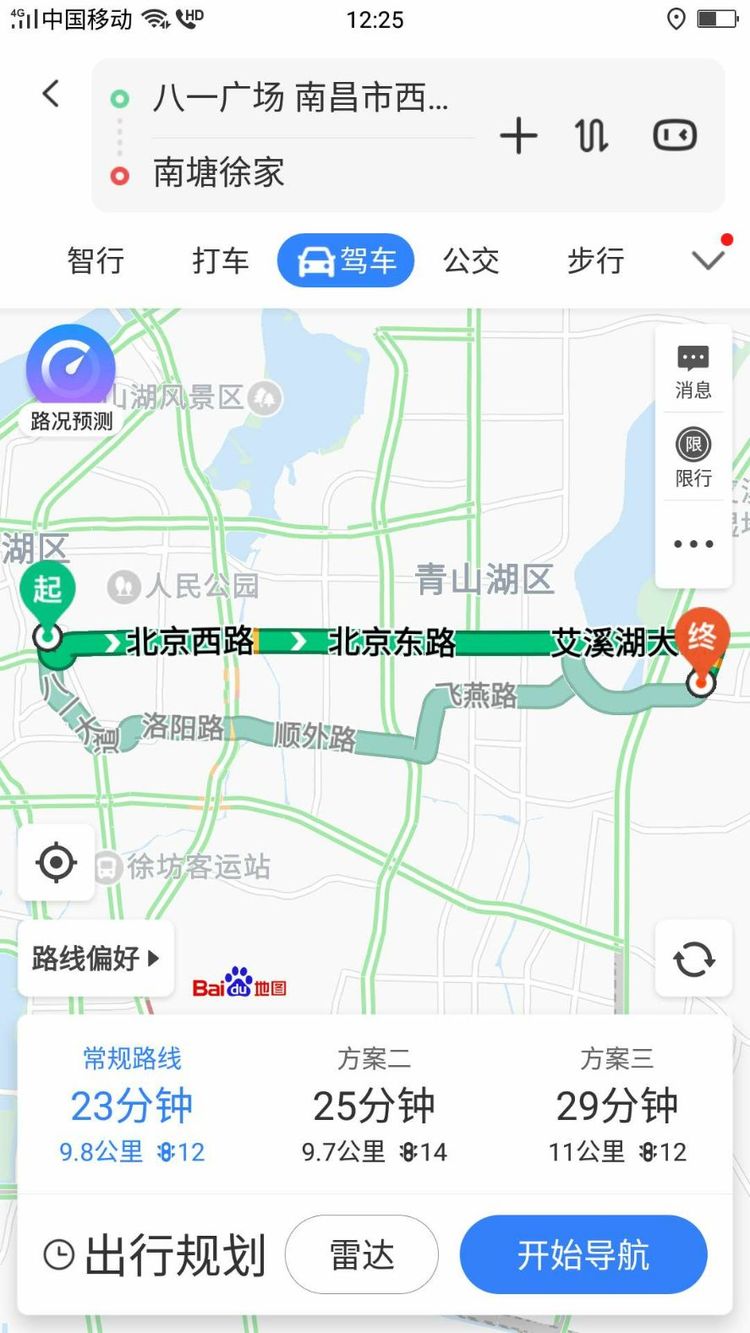 4G 中国移动 HD 12:25
八一广场 南昌市西...
南塘徐家
智行 打车 驾车 公交 步行
路况预测
山湖风景区
消息
限
限行
湖区
起
人民公园
青山湖区
北京西路 北京东路 艾溪湖大
终
八一大道
洛阳路
顺外路
飞燕路
徐坊客运站
路线偏好
Bai du 地图
常规路线 方案二 方案三
23分钟 25分钟 29分钟
9.8公里 12 9.7公里 14 11公里 12
出行规划 雷达 开始导航